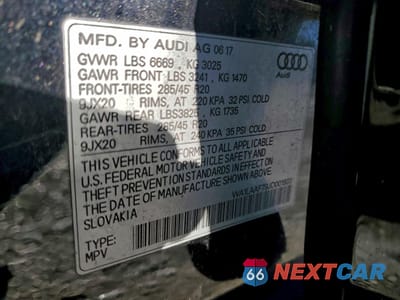 MFD. BY AUDI AG 06 17
GVWR LBS 6669 , KG 3025
GAWR FRONT LBS 3241 , KG 1470
FRONT-TIRES 285/45 R20
9JX20 RIMS, AT 220 KPA 32 PSI COLD
GAWR REAR LBS3825 , KG 1735
REAR-TIRES 285/45 R20
9JX20 RIMS, AT 240 KPA 35 PSI COLD
THIS VEHICLE CONFORMS TO ALL APPLICABLE
U.S. FEDERAL MOTOR VEHICLE SAFETY AND
THEFT PREVENTION STANDARDS IN EFFECT ON
THE DATE OF MANUFACTURE SHOWN ABOVE
SLOVAKIA
TYPE:
MPV
Audi
66 NEXTCAR